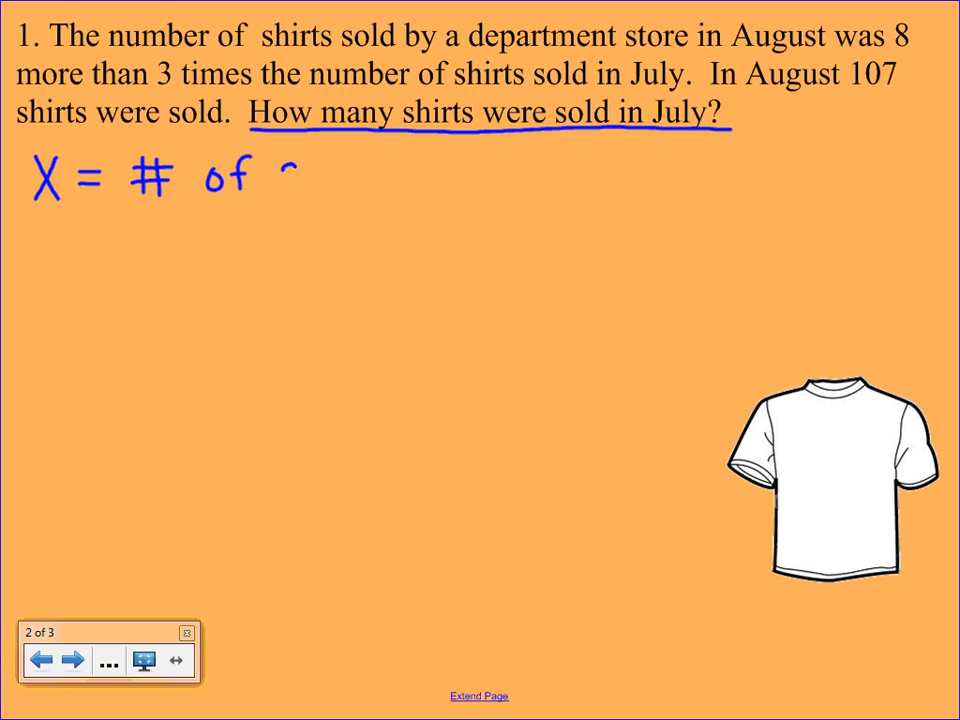 1. The number of shirts sold by a department store in August was 8
more than 3 times the number of shirts sold in July. In August 107
shirts were sold. How many shirts were sold in July?
X = # of
2 of 3
...
Extend Page